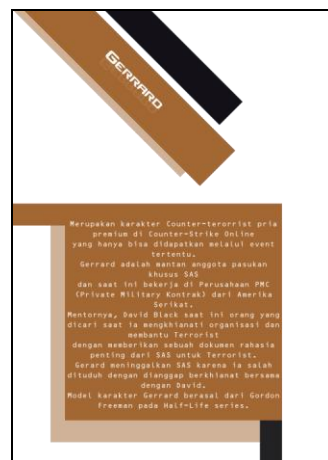 GERRARD
Merupakan karakter Counter-terorrist pria
premium di Counter-Strike Online
yang hanya bisa didapatkan melalui event
tertentu.
Gerrard adalah mantan anggota pasukan
khusus SAS
dan saat ini bekerja di Perusahaan PMC
(Private Military Kontrak) dari Amerika
Serikat.
Mentornya, David Black saat ini orang yang
dicari saat ia mengkhianati organisasi dan
membantu Terrorist
dengan memberikan sebuah dokumen rahasia
penting dari SAS untuk Terrorist.
Gerard meninggalkan SAS karena ia salah
dituduh dengan dianggap berkhianat bersama
dengan David.
Model karakter Gerrard berasal dari Gordon
Freeman pada Half-Life series.